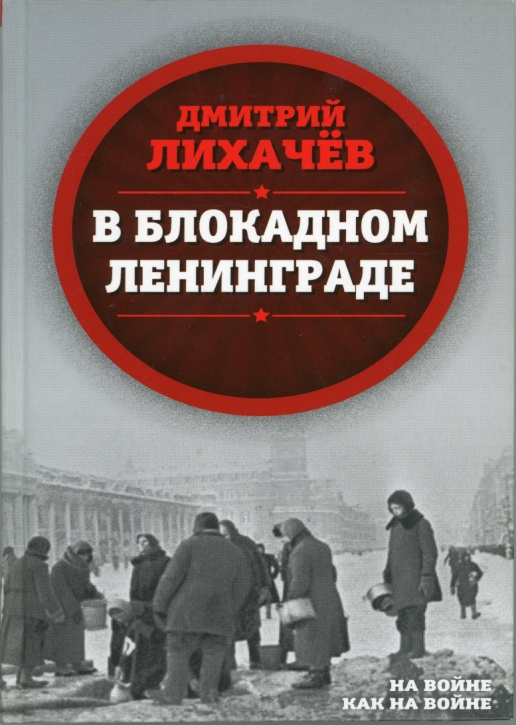 ДМИТРИЙ
ЛИХАЧЁВ
В БЛОКАДНОМ
ЛЕНИНГРАДЕ
НА ВОЙНЕ
КАК НА ВОЙНЕ